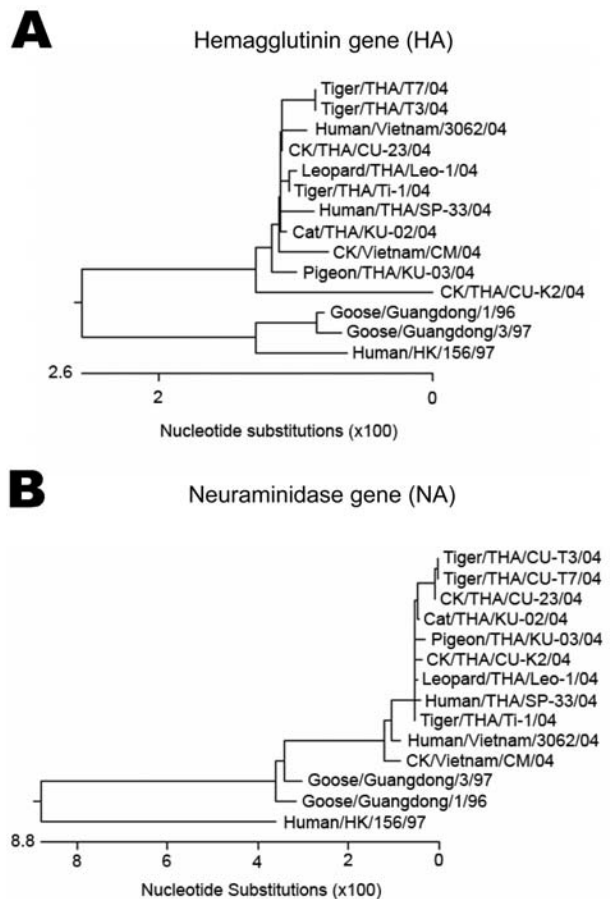 A
Hemagglutinin gene (HA)
Tiger/THA/T7/04
Tiger/THA/T3/04
Human/Vietnam/3062/04
CK/THA/CU-23/04
Leopard/THA/Leo-1/04
Tiger/THA/Ti-1/04
Human/THA/SP-33/04
Cat/THA/KU-02/04
CK/Vietnam/CM/04
Pigeon/THA/KU-03/04
CK/THA/CU-K2/04
Goose/Guangdong/1/96
Goose/Guangdong/3/97
Human/HK/156/97
2.6
2 0
Nucleotide substitutions (x100)
B
Neuraminidase gene (NA)
Tiger/THA/CU-T3/04
Tiger/THA/CU-T7/04
CK/THA/CU-23/04
Cat/THA/KU-02/04
Pigeon/THA/KU-03/04
CK/THA/CU-K2/04
Leopard/THA/Leo-1/04
Human/THA/SP-33/04
Tiger/THA/Ti-1/04
Human/Vietnam/3062/04
CK/Vietnam/CM/04
Goose/Guangdong/3/97
Goose/Guangdong/1/96
Human/HK/156/97
8.8
8 6 4 2 0
Nucleotide Substitutions (x100)